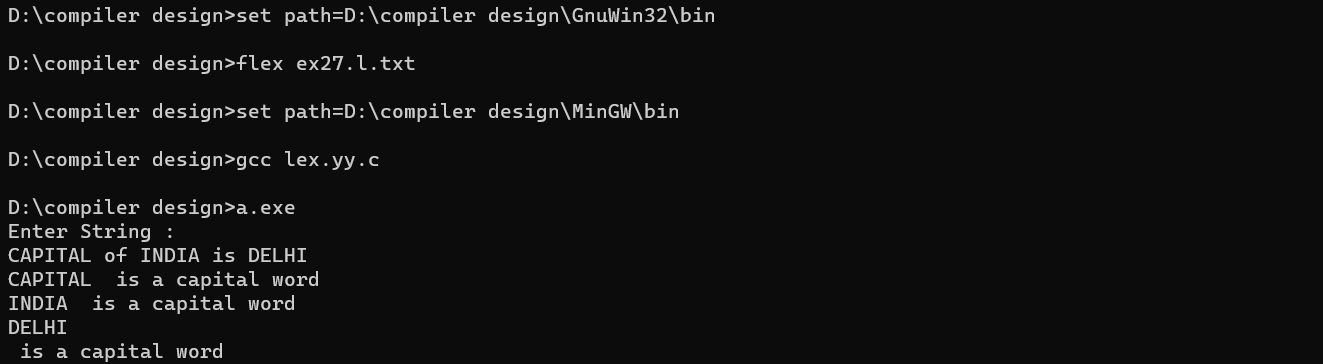 D:\compiler design>set path=D:\compiler design\GnuWin32\bin
D:\compiler design>flex ex27.l.txt
D:\compiler design>set path=D:\compiler design\MinGW\bin
D:\compiler design>gcc lex.yy.c
D:\compiler design>a.exe
Enter String :
CAPITAL of INDIA is DELHI
CAPITAL  is a capital word
INDIA  is a capital word
DELHI
 is a capital word